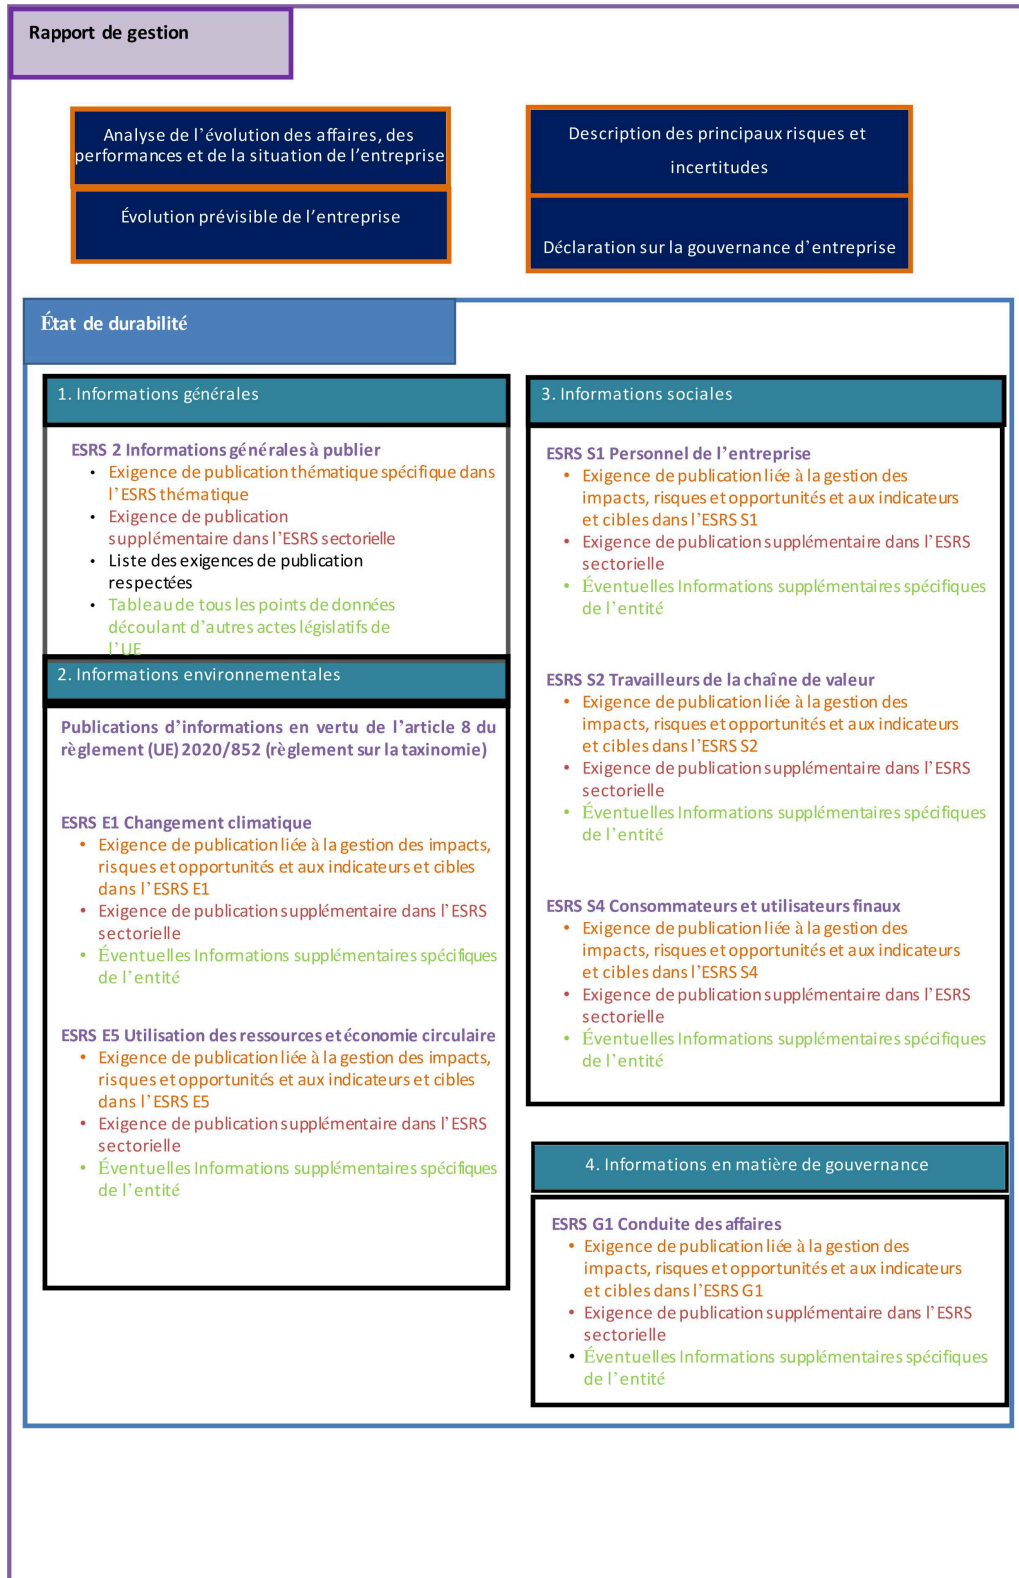 Rapport de gestion
Analyse de l’évolution des affaires, des
performances et de la situation de l’entreprise
Évolution prévisible de l’entreprise
Description des principaux risques et
incertitudes
Déclaration sur la gouvernance d’entreprise
État de durabilité
1. Informations générales
ESRS 2 Informations générales à publier
• Exigence de publication thématique spécifique dans
l’ESRS thématique
• Exigence de publication
supplémentaire dans l’ESRS sectorielle
• Liste des exigences de publication
respectées
• Tableau de tous les points de données
découlant d’autres actes législatifs de
l’UE
2. Informations environnementales
Publications d’informations en vertu de l’article 8 du
règlement (UE) 2020/852 (règlement sur la taxinomie)
ESRS E1 Changement climatique
• Exigence de publication liée à la gestion des impacts,
risques et opportunités et aux indicateurs et cibles
dans l’ESRS E1
• Exigence de publication supplémentaire dans l’ESRS
sectorielle
• Éventuelles Informations supplémentaires spécifiques
de l’entité
ESRS E5 Utilisation des ressources et économie circulaire
• Exigence de publication liée à la gestion des impacts,
risques et opportunités et aux indicateurs et cibles
dans l’ESRS E5
• Exigence de publication supplémentaire dans l’ESRS
sectorielle
• Éventuelles Informations supplémentaires spécifiques
de l’entité
3. Informations sociales
ESRS S1 Personnel de l’entreprise
• Exigence de publication liée à la gestion des
impacts, risques et opportunités et aux indicateurs
et cibles dans l’ESRS S1
• Exigence de publication supplémentaire dans l’ESRS
sectorielle
• Éventuelles Informations supplémentaires spécifiques
de l’entité
ESRS S2 Travailleurs de la chaîne de valeur
• Exigence de publication liée à la gestion des
impacts, risques et opportunités et aux indicateurs
et cibles dans l’ESRS S2
• Exigence de publication supplémentaire dans l’ESRS
sectorielle
• Éventuelles Informations supplémentaires spécifiques
de l’entité
ESRS S4 Consommateurs et utilisateurs finaux
• Exigence de publication liée à la gestion des
impacts, risques et opportunités et aux indicateurs
et cibles dans l’ESRS S4
• Exigence de publication supplémentaire dans l’ESRS
sectorielle
• Éventuelles Informations supplémentaires spécifiques
de l’entité
4. Informations en matière de gouvernance
ESRS G1 Conduite des affaires
• Exigence de publication liée à la gestion des
impacts, risques et opportunités et aux indicateurs
et cibles dans l’ESRS G1
• Exigence de publication supplémentaire dans l’ESRS
sectorielle
• Éventuelles Informations supplémentaires spécifiques
de l’entité